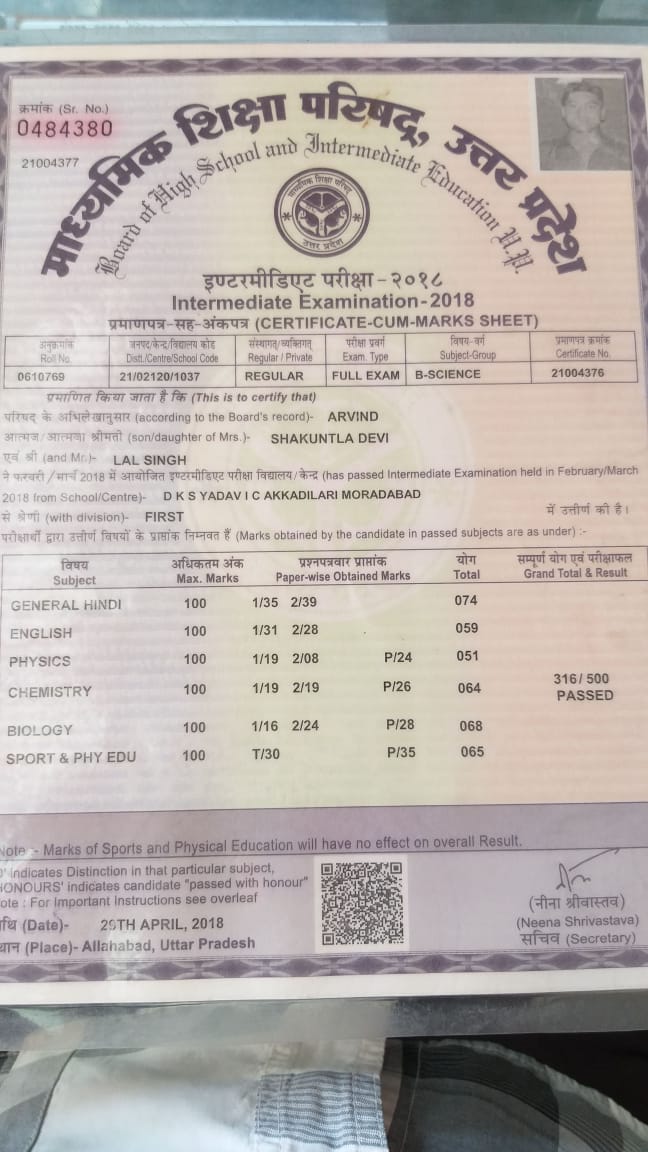 क्रमांक (Sr. No.)
0484380
21004377
माध्यमिक शिक्षा परिषद्, उत्तर प्रदेश
Board of High School and Intermediate Education U.P.
माध्यमिक शिक्षा परिषद्
उत्तर प्रदेश
इण्टरमीडिएट परीक्षा - २०१८
Intermediate Examination-2018
प्रमाणपत्र-सह-अंकपत्र (CERTIFICATE-CUM-MARKS SHEET)
अनुक्रमांक जनपद/केन्द्र/विद्यालय कोड संस्थागत/व्यक्तिगत परीक्षा प्रवर्ग विषय-वर्ग प्रमाणपत्र क्रमांक
Roll No. Distt./Centre/School Code Regular / Private Exam. Type Subject-Group Certificate No.
0610769 21/02120/1037 REGULAR FULL EXAM B-SCIENCE 21004376
प्रमाणित किया जाता है कि (This is to certify that)
परिषद के अभिलेखानुसार (according to the Board's record)- ARVIND
आत्मज/आत्मजा श्रीमती (son/daughter of Mrs.)- SHAKUNTLA DEVI
एवं श्री (and Mr.)- LAL SINGH
ने फरवरी/मार्च 2018 में आयोजित इण्टरमीडिएट परीक्षा विद्यालय/केन्द्र (has passed Intermediate Examination held in February/March
2018 from School/Centre)- D K S YADAV I C AKKADILARI MORADABAD
से श्रेणी (with division)- FIRST में उत्तीर्ण की है।
परीक्षार्थी द्वारा उत्तीर्ण विषयों के प्राप्तांक निम्नवत हैं (Marks obtained by the candidate in passed subjects are as under) :-
विषय अधिकतम अंक प्रश्नपत्रवार प्राप्तांक योग सम्पूर्ण योग एवं परीक्षाफल
Subject Max. Marks Paper-wise Obtained Marks Total Grand Total & Result
GENERAL HINDI 100 1/35 2/39 074
ENGLISH 100 1/31 2/28 059
PHYSICS 100 1/19 2/08 P/24 051
CHEMISTRY 100 1/19 2/19 P/26 064 316/500
PASSED
BIOLOGY 100 1/16 2/24 P/28 068
SPORT & PHY EDU 100 T/30 P/35 065
Note :- Marks of Sports and Physical Education will have no effect on overall Result.
indicates Distinction in that particular subject,
HONOURS' indicates candidate "passed with honour"
ote : For Important Instructions see overleaf
(Date)- 29TH APRIL, 2018
(Place)- Allahabad, Uttar Pradesh
(नीना श्रीवास्तव)
(Neena Shrivastava)
सचिव (Secretary)